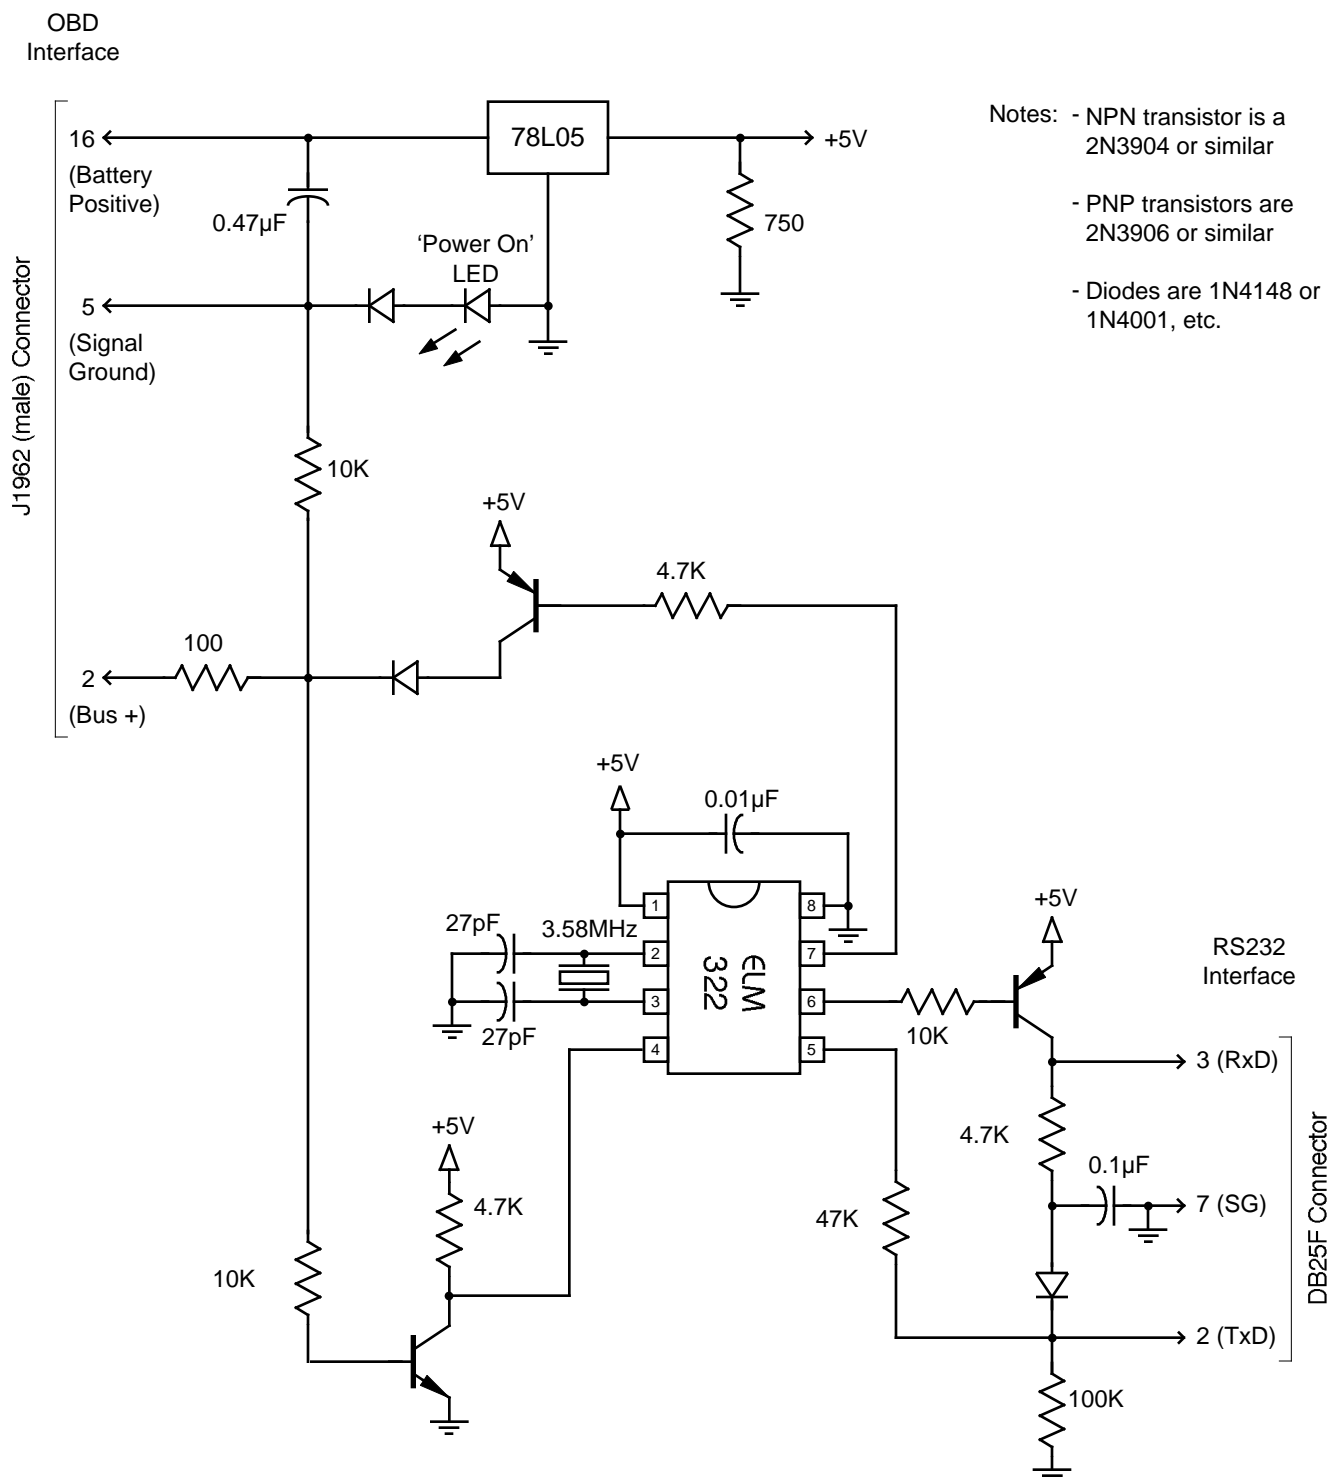 OBD
Interface
16
(Battery
Positive)
0.47µF
78L05
+5V
750
Notes: - NPN transistor is a
2N3904 or similar
- PNP transistors are
2N3906 or similar
- Diodes are 1N4148 or
1N4001, etc.
‘Power On’
LED
5
(Signal
Ground)
J1962 (male) Connector
10K
+5V
4.7K
100
2
(Bus +)
+5V
0.01µF
1
8
27pF
3.58MHz
2
7
3
6
27pF
4
5
ELM
322
10K
+5V
RS232
Interface
3 (RxD)
4.7K
0.1µF
7 (SG)
DB25F Connector
+5V
4.7K
47K
10K
2 (TxD)
100K